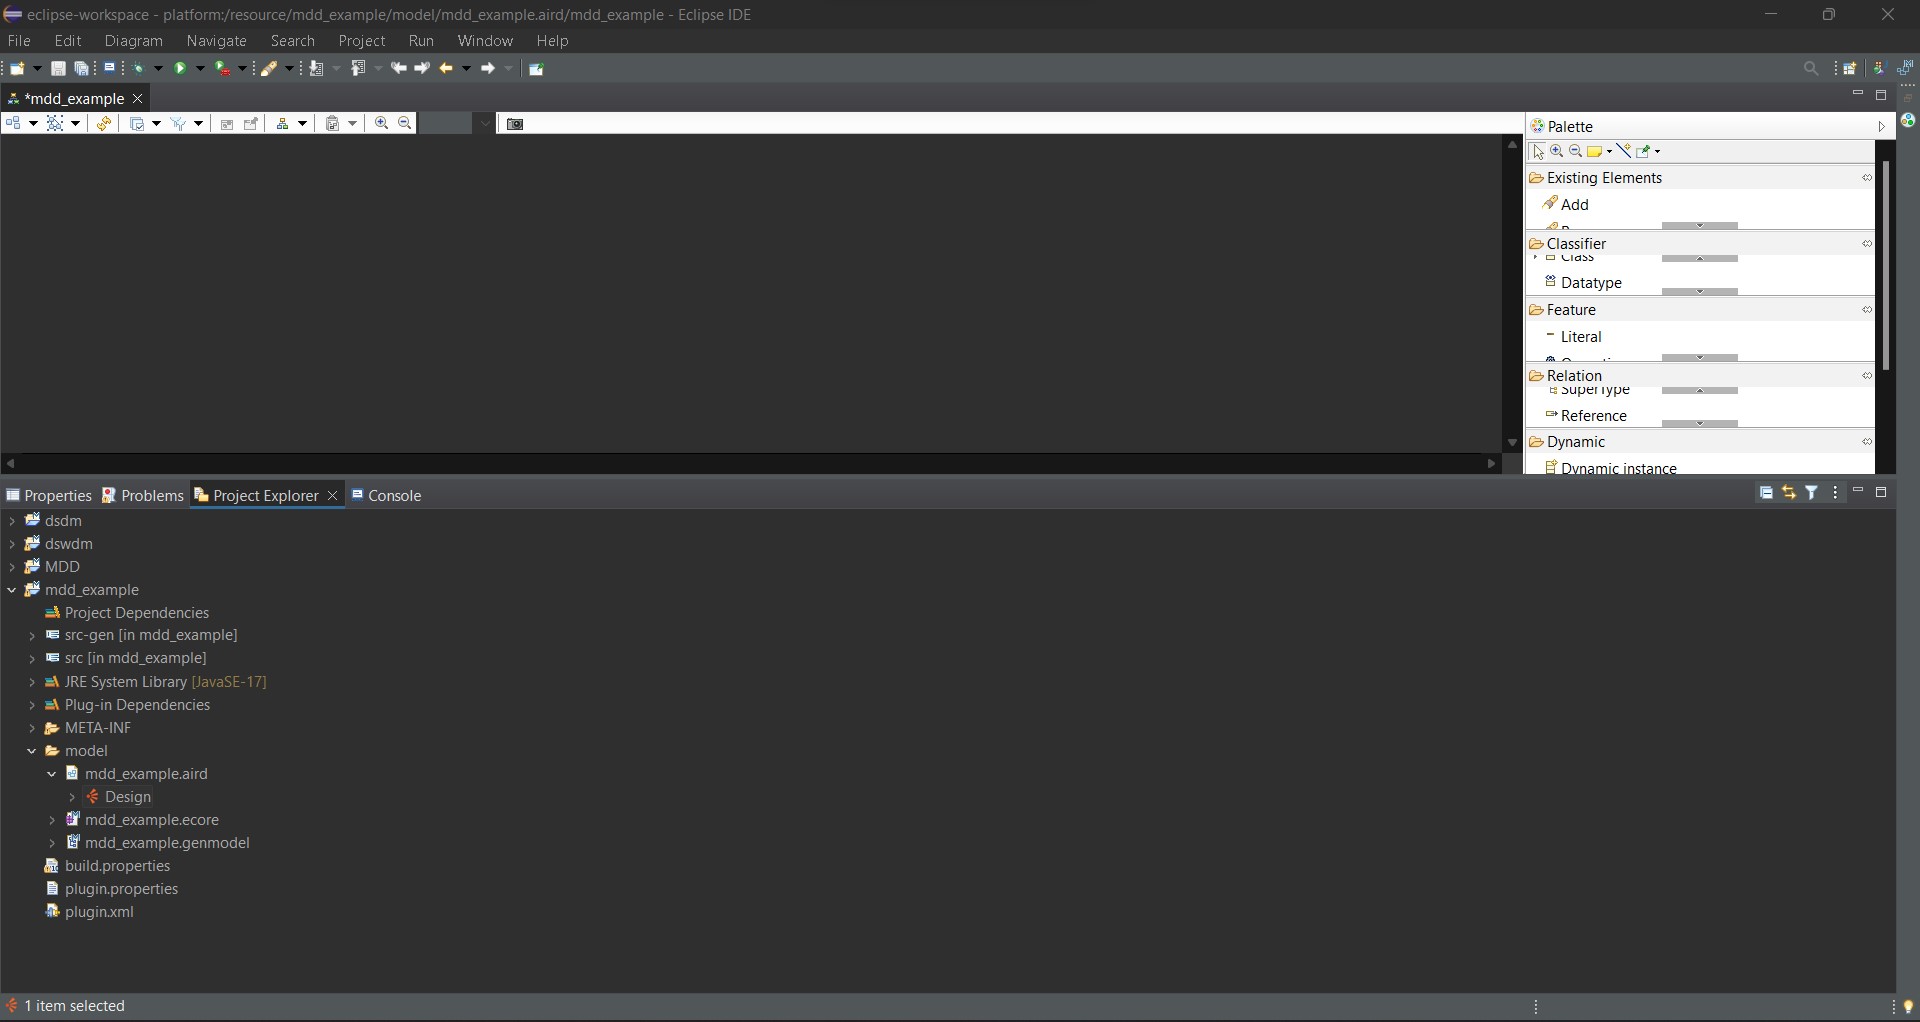 eclipse-workspace - platform:/resource/mdd_example/model/mdd_example.aird/mdd_example - Eclipse IDE
File Edit Diagram Navigate Search Project Run Window Help
*mdd_example
Palette
Existing Elements
Add
Classifier
Class
Datatype
Feature
Literal
Relation
SuperType
Reference
Dynamic
Dynamic instance
Properties Problems Project Explorer Console
dsdm
dswdm
MDD
mdd_example
Project Dependencies
src-gen [in mdd_example]
src [in mdd_example]
JRE System Library [JavaSE-17]
Plug-in Dependencies
META-INF
model
mdd_example.aird
Design
mdd_example.ecore
mdd_example.genmodel
build.properties
plugin.properties
plugin.xml
1 item selected